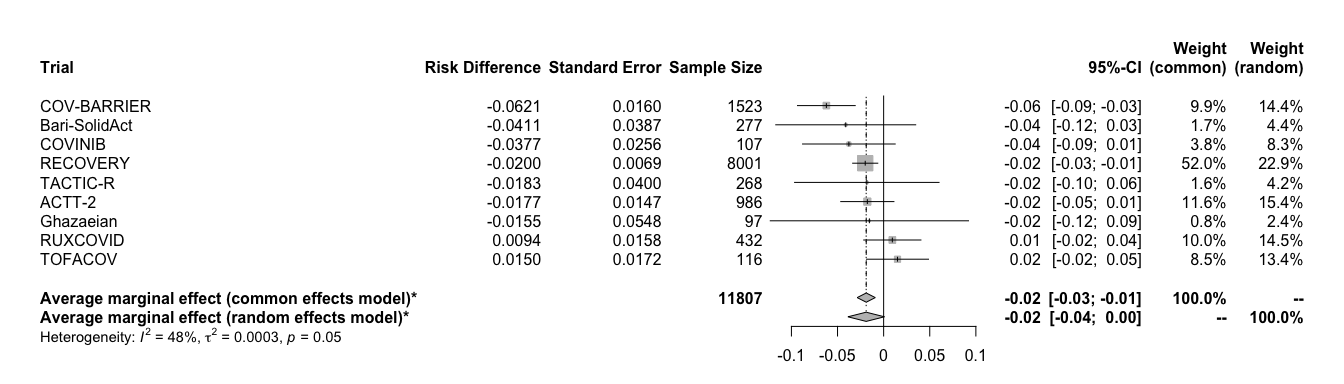 Weight Weight
Trial Risk Difference Standard Error Sample Size 95%-CI (common) (random)
COV-BARRIER -0.0621 0.0160 1523 -0.06 [-0.09; -0.03] 9.9% 14.4%
Bari-SolidAct -0.0411 0.0387 277 -0.04 [-0.12; 0.03] 1.7% 4.4%
COVINIB -0.0377 0.0256 107 -0.04 [-0.09; 0.01] 3.8% 8.3%
RECOVERY -0.0200 0.0069 8001 -0.02 [-0.03; -0.01] 52.0% 22.9%
TACTIC-R -0.0183 0.0400 268 -0.02 [-0.10; 0.06] 1.6% 4.2%
ACTT-2 -0.0177 0.0147 986 -0.02 [-0.05; 0.01] 11.6% 15.4%
Ghazaeian -0.0155 0.0548 97 -0.02 [-0.12; 0.09] 0.8% 2.4%
RUXCOVID 0.0094 0.0158 432 0.01 [-0.02; 0.04] 10.0% 14.5%
TOFACOV 0.0150 0.0172 116 0.02 [-0.02; 0.05] 8.5% 13.4%
Average marginal effect (common effects model)* 11807 -0.02 [-0.03; -0.01] 100.0% --
Average marginal effect (random effects model)* -0.02 [-0.04; 0.00] -- 100.0%
Heterogeneity: I² = 48%, τ² = 0.0003, p = 0.05
-0.1 -0.05 0 0.05 0.1